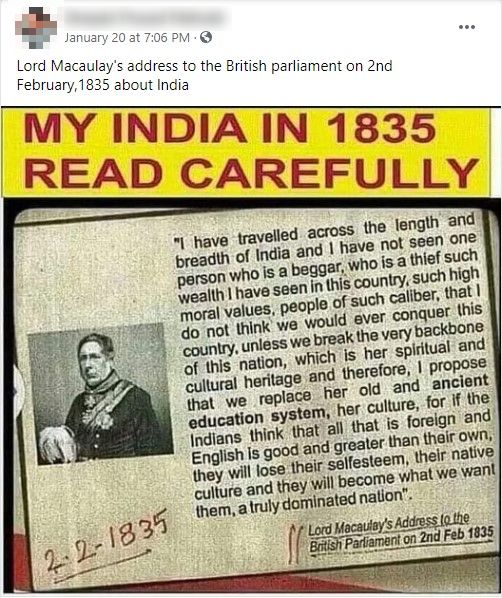 January 20 at 7:06 PM ·
Lord Macaulay's address to the British parliament on 2nd
February,1835 about India
MY INDIA IN 1835
READ CAREFULLY
"I have travelled across the length and
breadth of India and I have not seen one
person who is a beggar, who is a thief such
wealth I have seen in this country, such high
moral values, people of such caliber, that I
do not think we would ever conquer this
country, unless we break the very backbone
of this nation, which is her spiritual and
cultural heritage and therefore, I propose
that we replace her old and ancient
education system, her culture, for if the
Indians think that all that is foreign and
English is good and greater than their own,
they will lose their selfesteem, their native
culture and they will become what we want
them, a truly dominated nation".
2-2-1835
Lord Macaulay's Address to the
British Parliament on 2nd Feb 1835